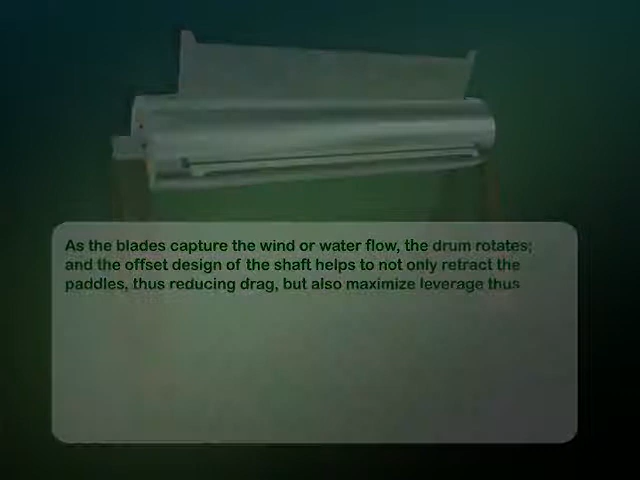 As the blades capture the wind or water flow, the drum rotates;
and the offset design of the shaft helps to not only retract the
paddles, thus reducing drag, but also maximize leverage thus